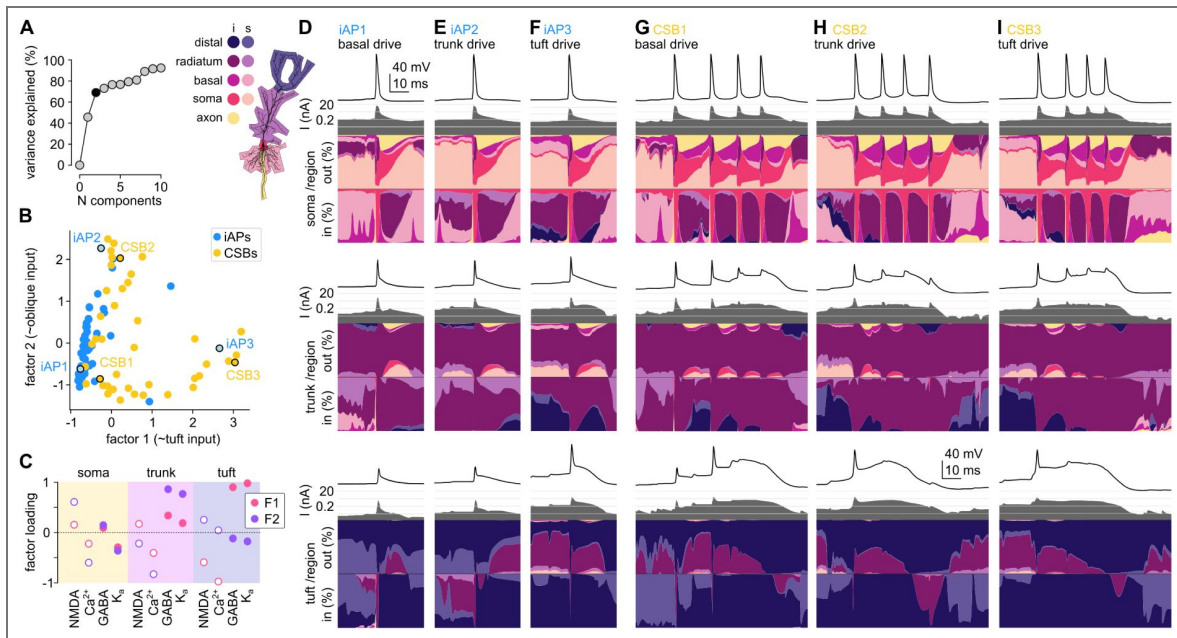 A
variance explained (%)
100
80
60
40
20
0
0 5 10
N components
i s
distal
radiatum
basal
soma
axon
B
iAP2
CSB2
iAPs
CSBs
iAP1
CSB1
iAP3
CSB3
factor 2 (~oblique input)
2
1
0
-1
-1 0 1 2 3
factor 1 (~tuft input)
C
soma trunk tuft
F1
F2
factor loading
1
0
-1
NMDA Ca2+ GABA Ka NMDA Ca2+ GABA Ka NMDA Ca2+ GABA Ka
D iAP1
basal drive
E iAP2
trunk drive
F iAP3
tuft drive
G CSB1
basal drive
H CSB2
trunk drive
I CSB3
tuft drive
40 mV
10 ms
I (nA)
20
0.2
soma /region
out (%)
in (%)
I (nA)
20
0.2
trunk /region
out (%)
in (%)
40 mV
10 ms
I (nA)
20
0.2
tuft /region
out (%)
in (%)